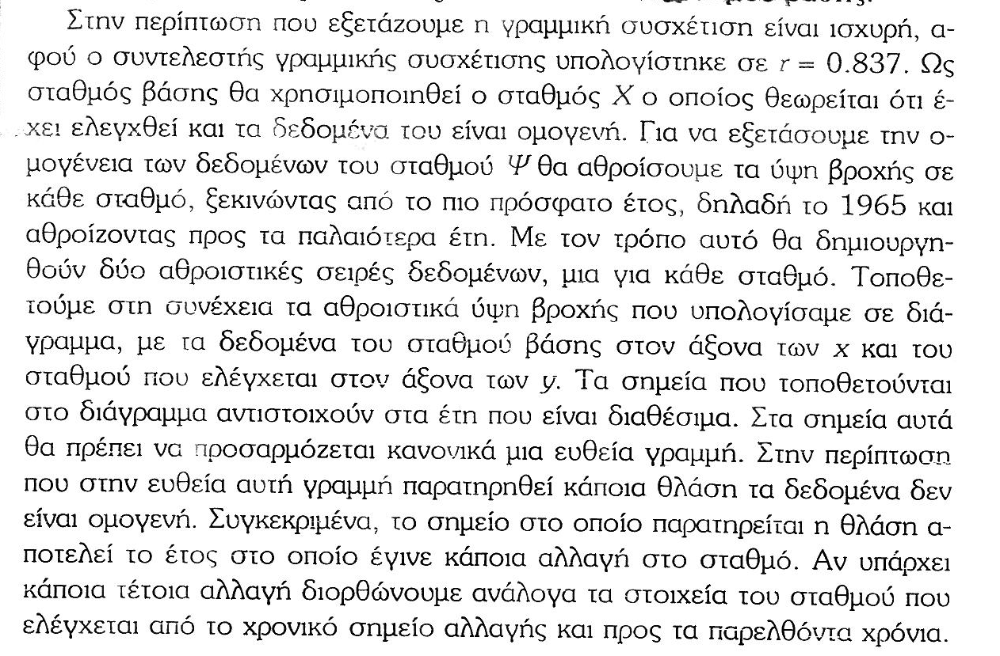 Στην περίπτωση που εξετάζουμε η γραμμική συσχέτιση είναι ισχυρή, α-
φού ο συντελεστής γραμμικής συσχέτισης υπολογίστηκε σε r = 0.837. Ως
σταθμός βάσης θα χρησιμοποιηθεί ο σταθμός X ο οποίος θεωρείται ότι έ-
χει ελεγχθεί και τα δεδομένα του είναι ομογενή. Για να εξετάσουμε την ο-
μογένεια των δεδομένων του σταθμού Ψ θα αθροίσουμε τα ύψη βροχής σε
κάθε σταθμό, ξεκινώντας από το πιο πρόσφατο έτος, δηλαδή το 1965 και
αθροίζοντας προς τα παλαιότερα έτη. Με τον τρόπο αυτό θα δημιουργη-
θούν δύο αθροιστικές σειρές δεδομένων, μια για κάθε σταθμό. Τοποθε-
τούμε στη συνέχεια τα αθροιστικά ύψη βροχής που υπολογίσαμε σε διά-
γραμμα, με τα δεδομένα του σταθμού βάσης στον άξονα των x και του
σταθμού που ελέγχεται στον άξονα των y. Τα σημεία που τοποθετούνται
στο διάγραμμα αντιστοιχούν στα έτη που είναι διαθέσιμα. Στα σημεία αυτά
θα πρέπει να προσαρμόζεται κανονικά μια ευθεία γραμμή. Στην περίπτωση
που στην ευθεία αυτή γραμμή παρατηρηθεί κάποια θλάση τα δεδομένα δεν
είναι ομογενή. Συγκεκριμένα, το σημείο στο οποίο παρατηρείται η θλάση α-
ποτελεί το έτος στο οποίο έγινε κάποια αλλαγή στο σταθμό. Αν υπάρχει
κάποια τέτοια αλλαγή διορθώνουμε ανάλογα τα στοιχεία του σταθμού που
ελέγχεται από το χρονικό σημείο αλλαγής και προς τα παρελθόντα χρόνια.